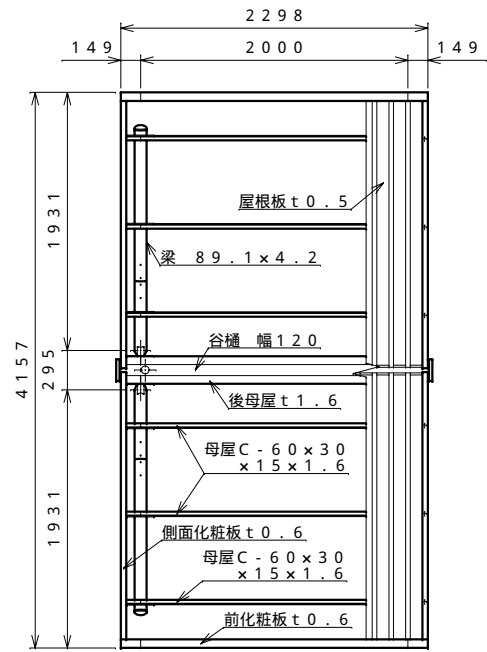 2298
149
2000
149
屋根板t0.5
1931
梁 89.1×4.2
谷樋 幅120
4157
295
後母屋t1.6
母屋C-60×30
×15×1.6
1931
側面化粧板t0.6
母屋C-60×30
×15×1.6
前化粧板t0.6